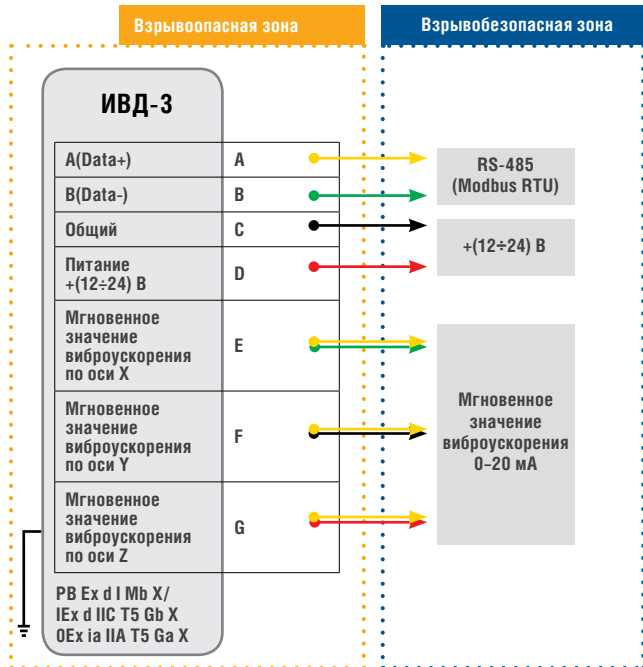 Взрывоопасная зона
Взрывобезопасная зона
ИВД-3
A(Data+)
A
B(Data-)
B
Общий
C
Питание
+(12÷24) В
D
Мгновенное
значение
виброускорения
по оси X
E
Мгновенное
значение
виброускорения
по оси Y
F
Мгновенное
значение
виброускорения
по оси Z
G
PB Ex d I Mb X/
IEx d IIC T5 Gb X
0Ex ia IIA T5 Ga X
RS-485
(Modbus RTU)
+(12÷24) В
Мгновенное
значение
виброускорения
0-20 мА